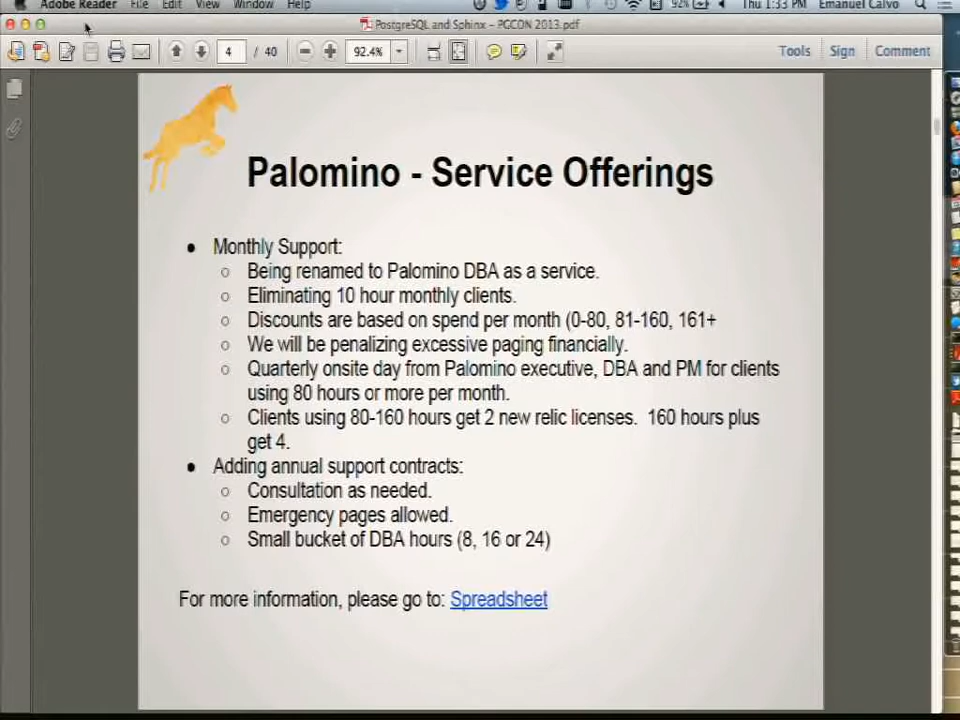 Adobe Reader File Edit View Window Help 92% Thu 1:33 PM Emanuel Calvo
PostgreSQL and Sphinx – PGCON 2013.pdf
4 / 40 92.4% Tools Sign Comment
Palomino - Service Offerings
● Monthly Support:
○ Being renamed to Palomino DBA as a service.
○ Eliminating 10 hour monthly clients.
○ Discounts are based on spend per month (0-80, 81-160, 161+
○ We will be penalizing excessive paging financially.
○ Quarterly onsite day from Palomino executive, DBA and PM for clients
using 80 hours or more per month.
○ Clients using 80-160 hours get 2 new relic licenses. 160 hours plus
get 4.
● Adding annual support contracts:
○ Consultation as needed.
○ Emergency pages allowed.
○ Small bucket of DBA hours (8, 16 or 24)
For more information, please go to: Spreadsheet